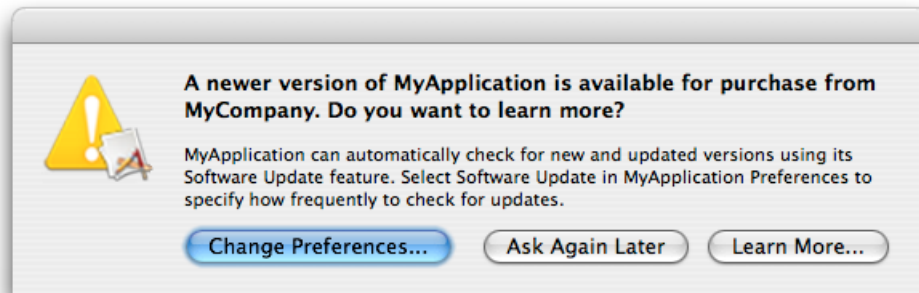 A newer version of MyApplication is available for purchase from
MyCompany. Do you want to learn more?
MyApplication can automatically check for new and updated versions using its
Software Update feature. Select Software Update in MyApplication Preferences to
specify how frequently to check for updates.
Change Preferences... Ask Again Later Learn More...